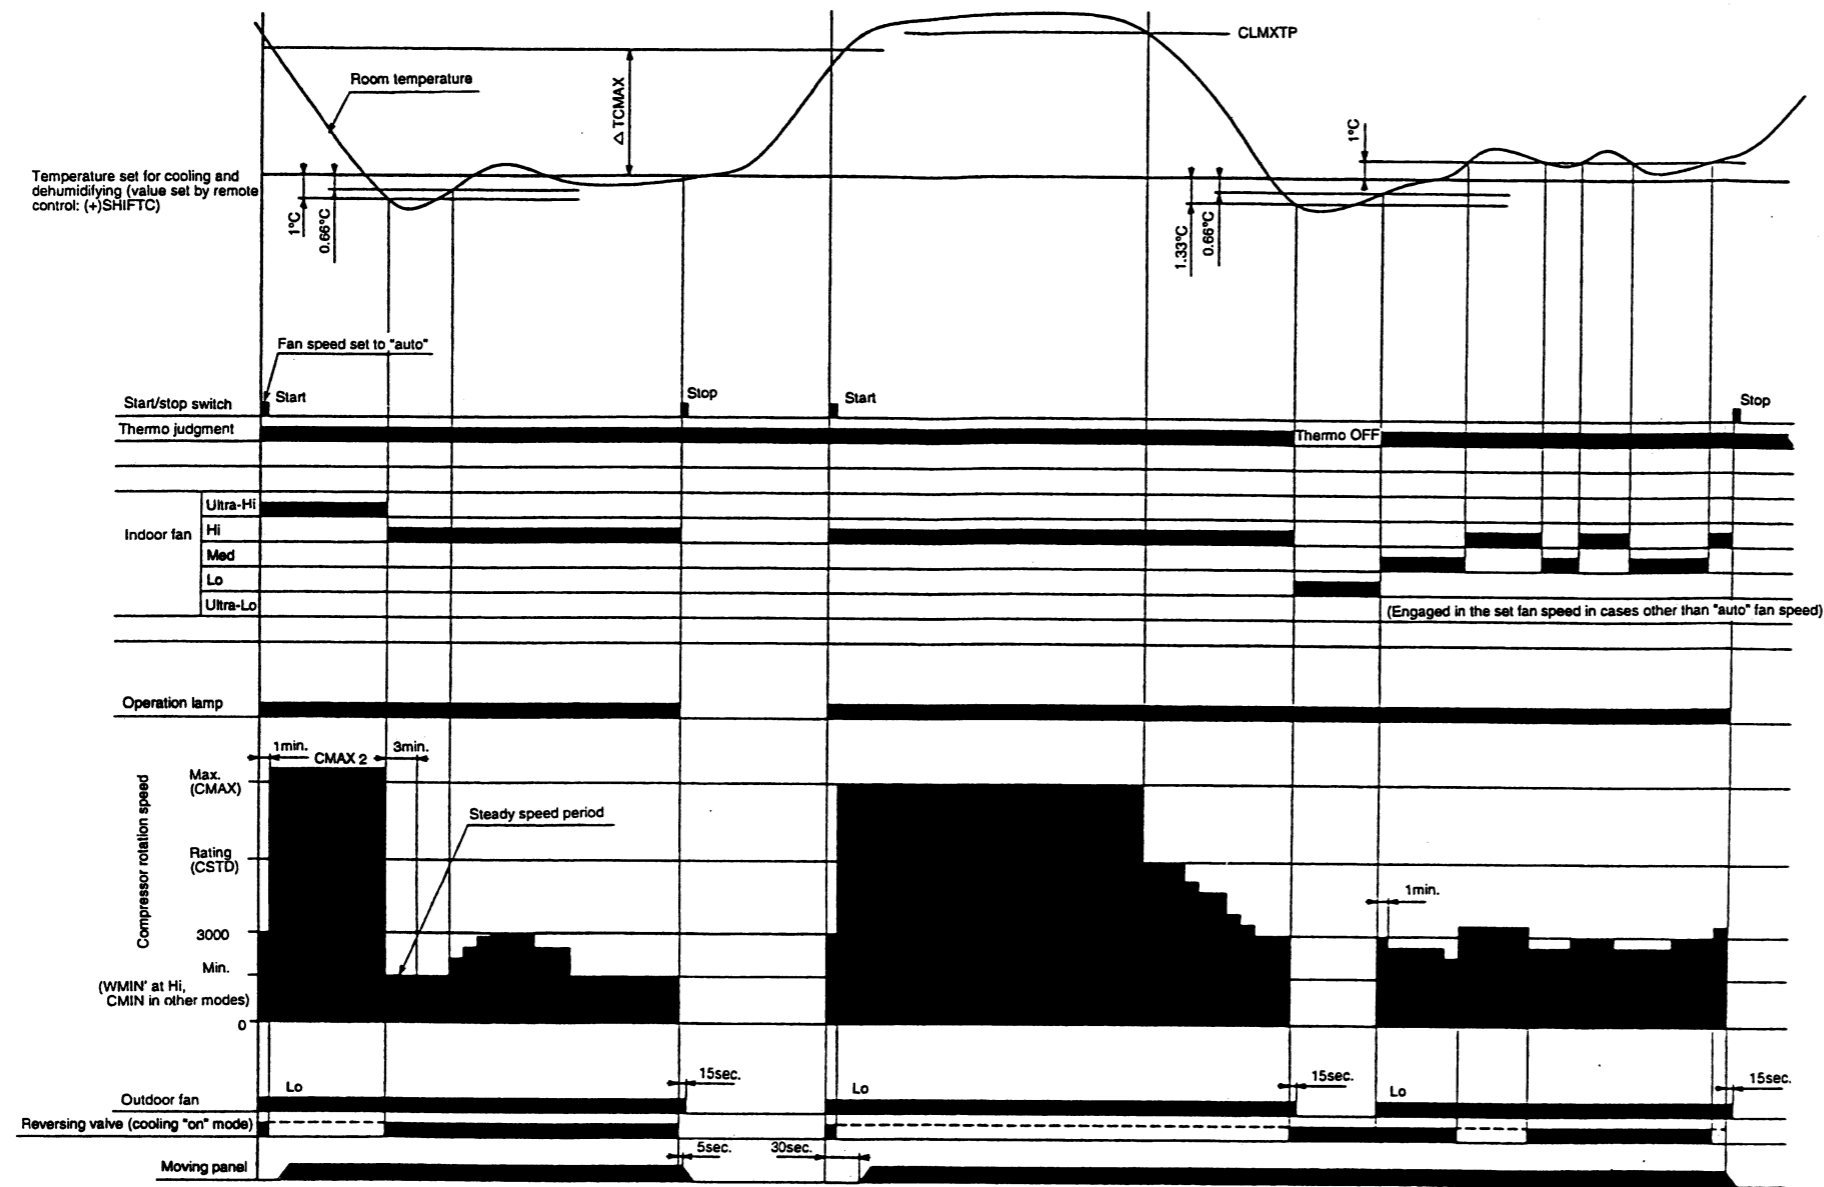 CLMXTP
Room temperature
△ TCMAX
1°C
Temperature set for cooling and
dehumidifying (value set by remote
control: (+)SHIFTC)
1°C
0.66°C
1.33°C
0.66°C
Fan speed set to "auto"
Start/stop switch
Start
Stop
Start
Stop
Thermo judgment
Thermo OFF
Indoor fan
Ultra-Hi
Hi
Med
Lo
Ultra-Lo
(Engaged in the set fan speed in cases other than "auto" fan speed)
Operation lamp
Compressor rotation speed
1min.
CMAX 2
3min.
Max.
(CMAX)
Steady speed period
Rating
(CSTD)
1min.
3000
Min.
(WMIN' at Hi,
CMIN in other modes)
0
Outdoor fan
Lo
15sec.
Lo
15sec.
Lo
15sec.
Reversing valve (cooling "on" mode)
Moving panel
5sec.
30sec.